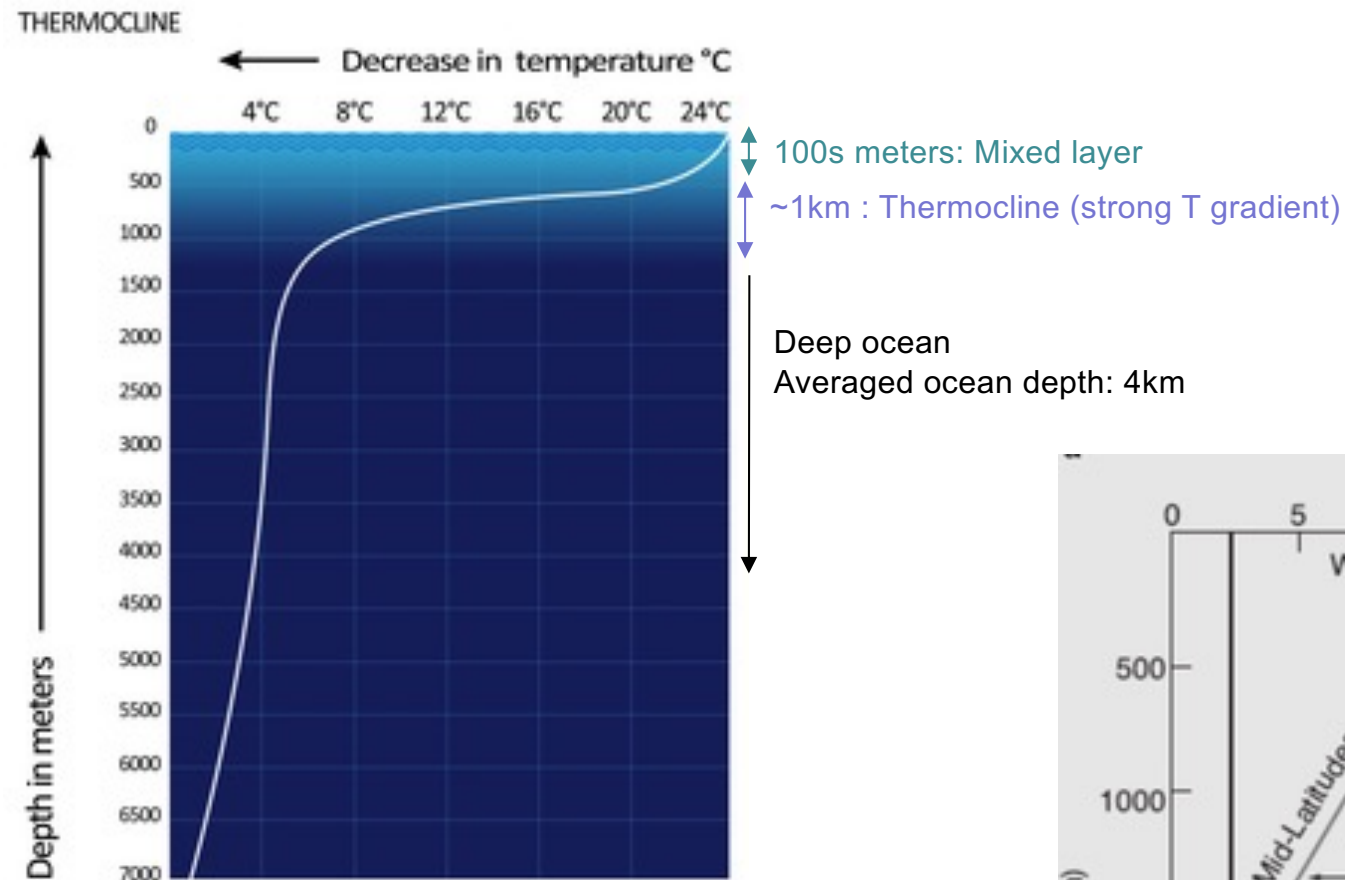 THERMOCLINE
Decrease in temperature °C
4°C 8°C 12°C 16°C 20°C 24°C
0
500
1000
1500
2000
2500
3000
3500
4000
4500
5000
5500
6000
6500
7000
Depth in meters
100s meters: Mixed layer
~1km : Thermocline (strong T gradient)
Deep ocean
Averaged ocean depth: 4km
0 5
500
1000
Mid-Latitude